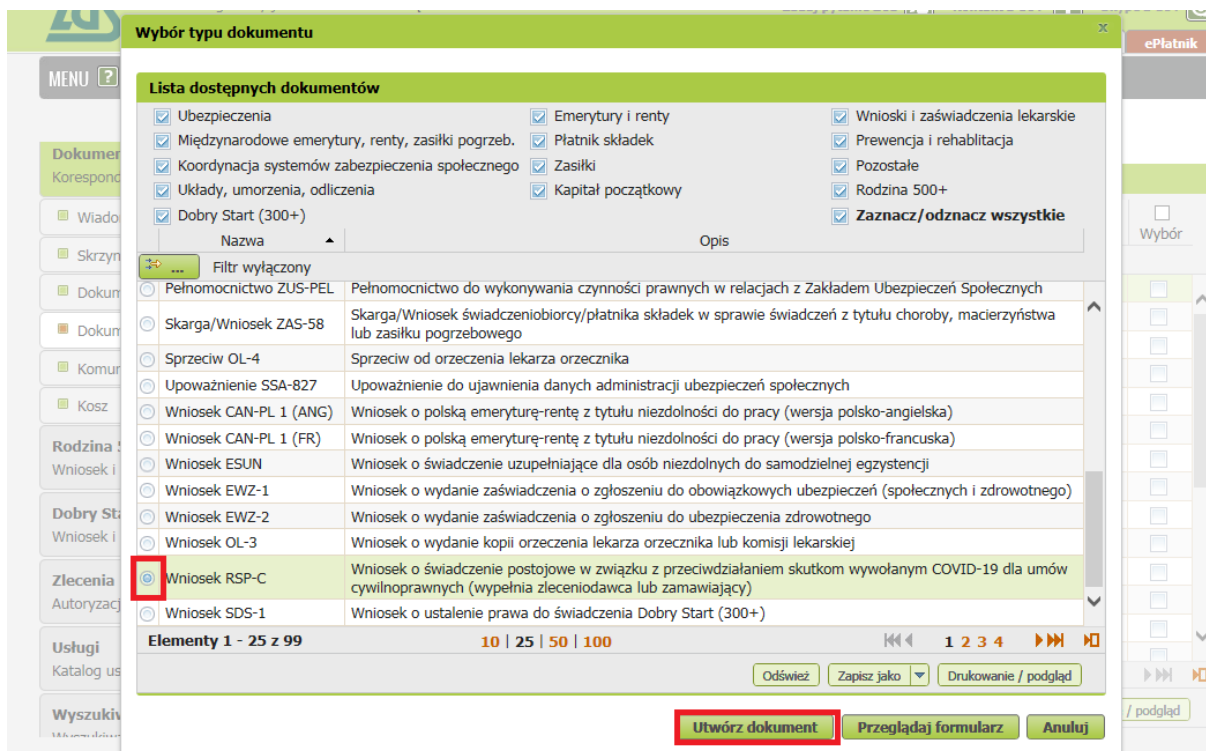 ZUS
Wybór typu dokumentu
x
ePłatnik
MENU ?
Lista dostępnych dokumentów
Ubezpieczenia
Emerytury i renty
Wnioski i zaświadczenia lekarskie
Międzynarodowe emerytury, renty, zasiłki pogrzeb.
Płatnik składek
Prewencja i rehablitacja
Koordynacja systemów zabezpieczenia społecznego
Zasiłki
Pozostałe
Układy, umorzenia, odliczenia
Kapitał początkowy
Rodzina 500+
Dobry Start (300+)
Zaznacz/odznacz wszystkie
Nazwa
Opis
... Filtr wyłączony
Pełnomocnictwo ZUS-PEL
Pełnomocnictwo do wykonywania czynności prawnych w relacjach z Zakładem Ubezpieczeń Społecznych
Skarga/Wniosek ZAS-58
Skarga/Wniosek świadczeniobiorcy/płatnika składek w sprawie świadczeń z tytułu choroby, macierzyństwa
lub zasiłku pogrzebowego
Sprzeciw OL-4
Sprzeciw od orzeczenia lekarza orzecznika
Upoważnienie SSA-827
Upoważnienie do ujawnienia danych administracji ubezpieczeń społecznych
Wniosek CAN-PL 1 (ANG)
Wniosek o polską emeryturę-rentę z tytułu niezdolności do pracy (wersja polsko-angielska)
Wniosek CAN-PL 1 (FR)
Wniosek o polską emeryturę-rentę z tytułu niezdolności do pracy (wersja polsko-francuska)
Wniosek ESUN
Wniosek o świadczenie uzupełniające dla osób niezdolnych do samodzielnej egzystencji
Wniosek EWZ-1
Wniosek o wydanie zaświadczenia o zgłoszeniu do obowiązkowych ubezpieczeń (społecznych i zdrowotnego)
Wniosek EWZ-2
Wniosek o wydanie zaświadczenia o zgłoszeniu do ubezpieczenia zdrowotnego
Wniosek OL-3
Wniosek o wydanie kopii orzeczenia lekarza orzecznika lub komisji lekarskiej
Wniosek RSP-C
Wniosek o świadczenie postojowe w związku z przeciwdziałaniem skutkom wywołanym COVID-19 dla umów
cywilnoprawnych (wypełnia zleceniodawca lub zamawiający)
Wniosek SDS-1
Wniosek o ustalenie prawa do świadczenia Dobry Start (300+)
Elementy 1 - 25 z 99
10 | 25 | 50 | 100
1 2 3 4
Odśwież
Zapisz jako
Drukowanie / podgląd
Utwórz dokument
Przeglądaj formularz
Anuluj
Dokumen
Korespond
Wiado
Skrzyn
Dokum
Dokum
Komun
Kosz
Rodzina
Wniosek i
Dobry Sta
Wniosek i
Zlecenia
Autoryzacj
Usługi
Katalog us
Wyszukiw
Wybór
/ podgląd